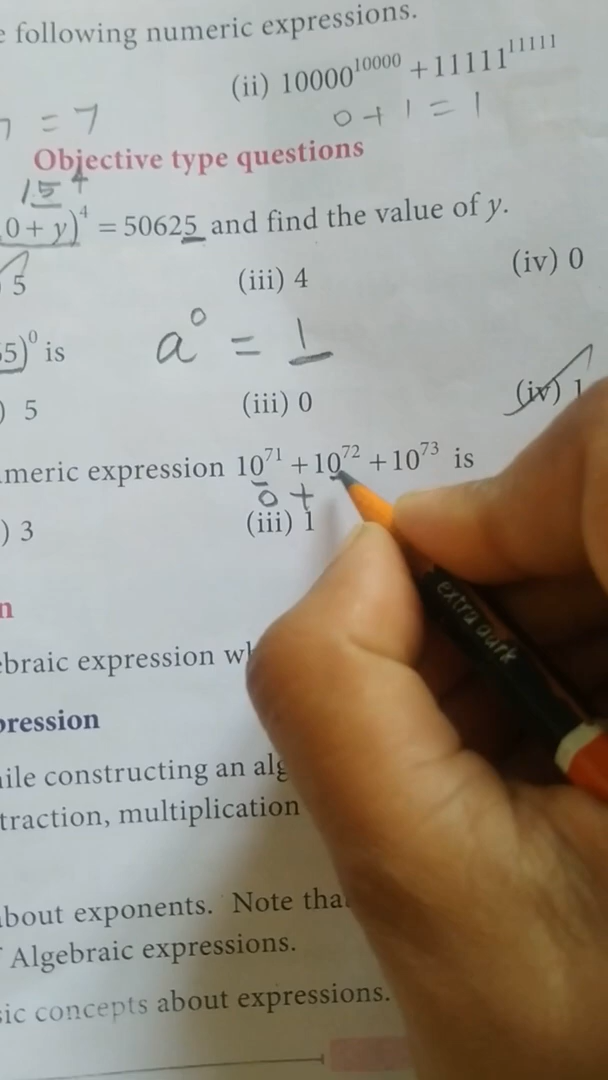 e following numeric expressions.
(ii) 10000^10000 + 11111^11111
7 = 7 0 + 1 = 1
Objective type questions
15^4
0 + y)^4 = 50625 and find the value of y.
5 (iii) 4 (iv) 0
5)^0 is a^0 = 1
) 5 (iii) 0 (iv) 1
meric expression 10^71 + 10^72 + 10^73 is
0 +
) 3 (iii) 1
n
ebraic expression
pression
ile constructing an alg
traction, multiplication
about exponents. Note tha
Algebraic expressions.
sic concepts about expressions.
extra dark